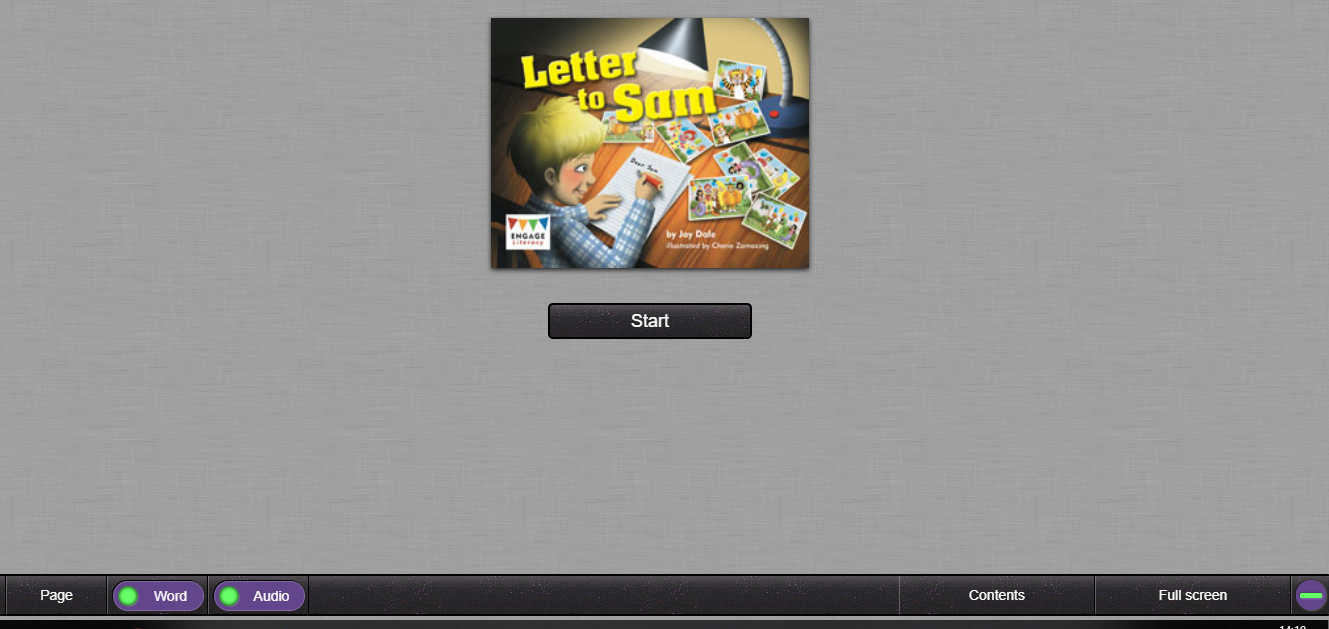 Letter
to Sam
Dear Sam
ENGAGE
Literacy
by Jay Dale
illustrated by Cherie Zamazing
Start
Page
Word
Audio
Contents
Full screen